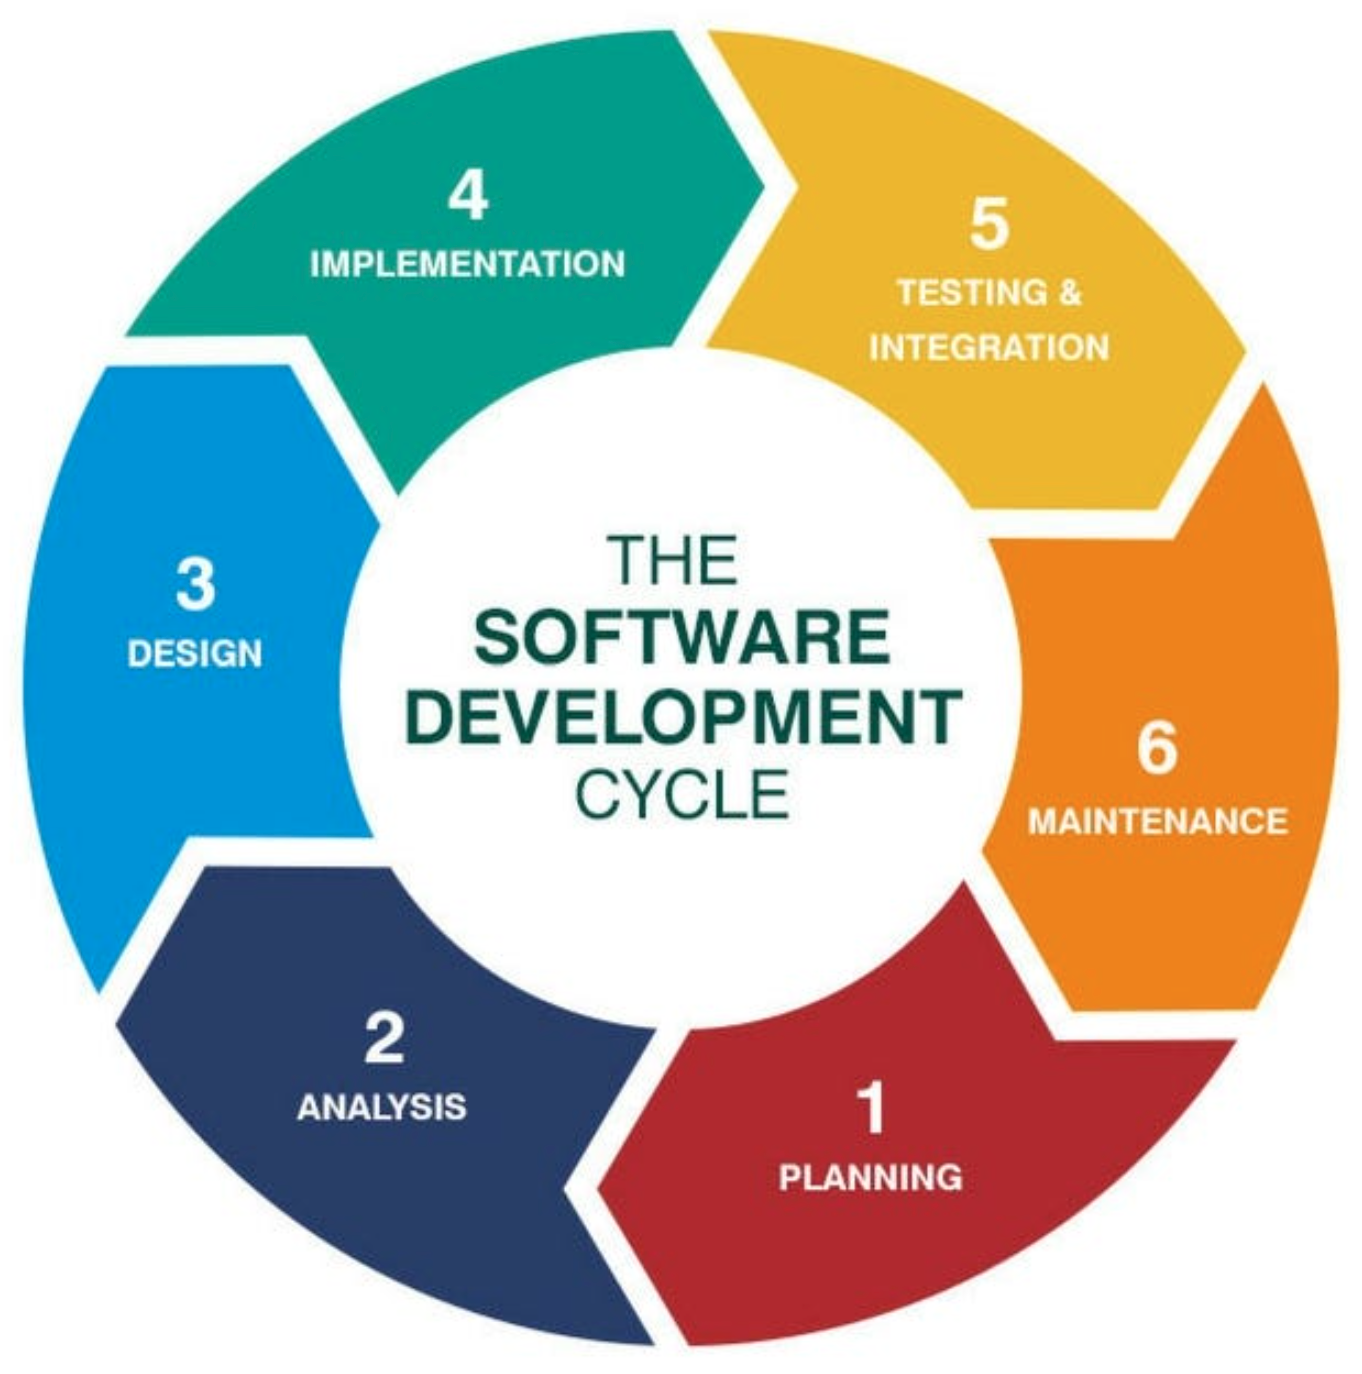 THE
SOFTWARE
DEVELOPMENT
CYCLE
1
PLANNING
2
ANALYSIS
3
DESIGN
4
IMPLEMENTATION
5
TESTING &
INTEGRATION
6
MAINTENANCE